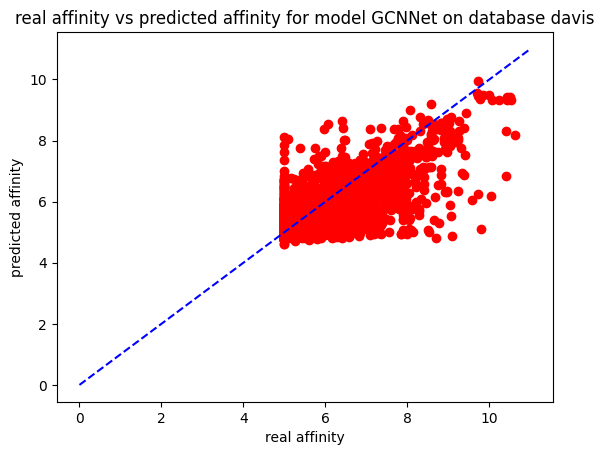 real affinity vs predicted affinity for model GCNNet on database davis
predicted affinity
10
8
6
4
2
0
0 2 4 6 8 10
real affinity